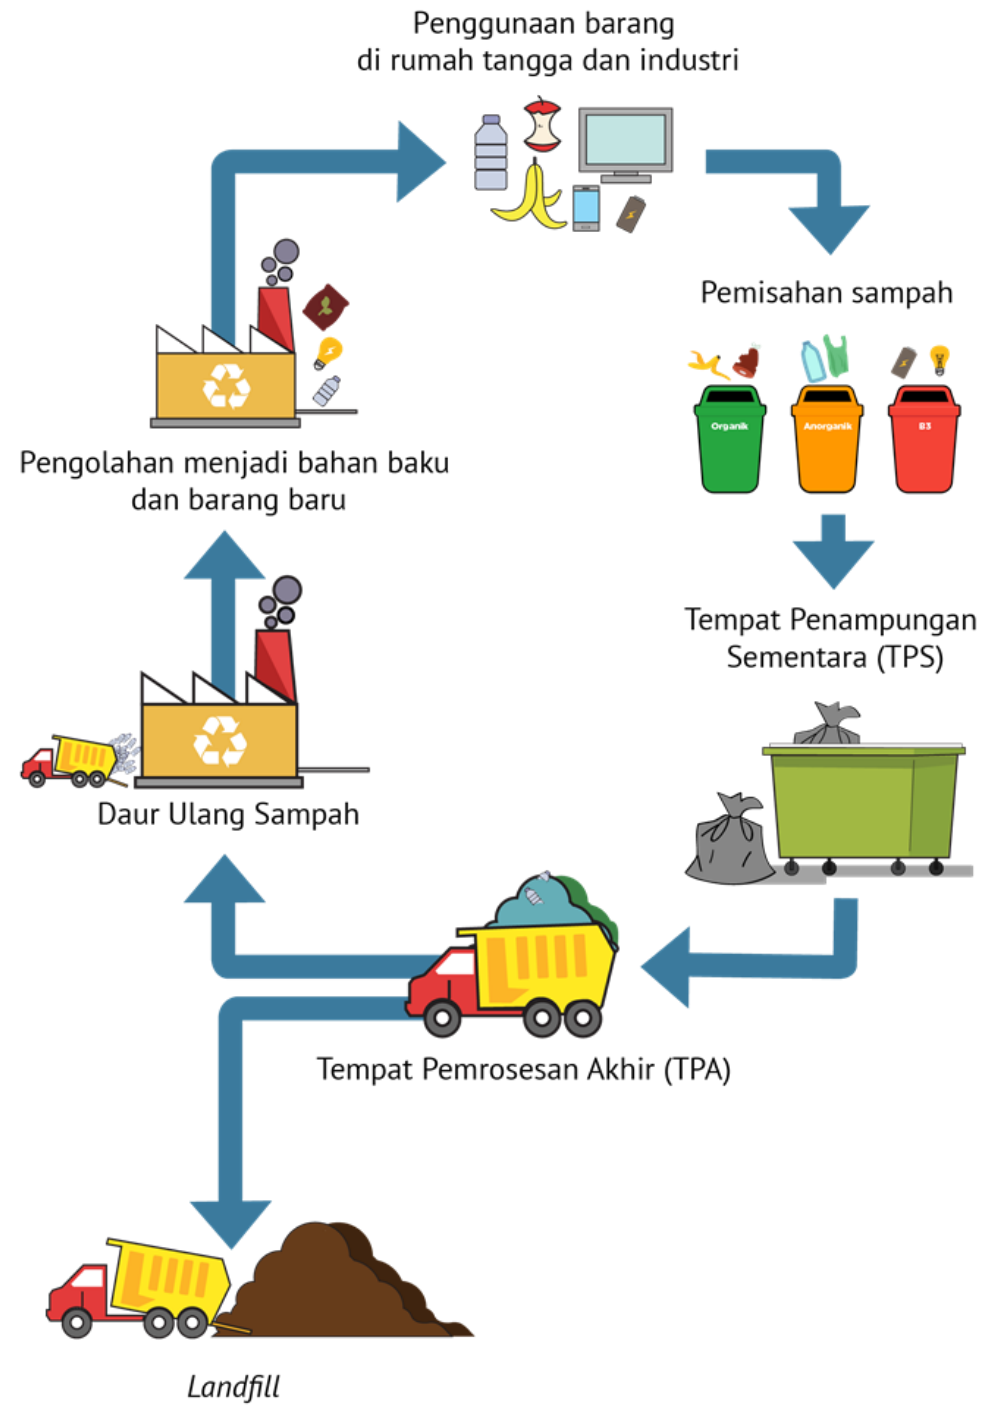 Penggunaan barang
di rumah tangga dan industri
Pemisahan sampah
Organik
Anorganik
B3
Tempat Penampungan
Sementara (TPS)
Tempat Pemrosesan Akhir (TPA)
Daur Ulang Sampah
Pengolahan menjadi bahan baku
dan barang baru
Landfill